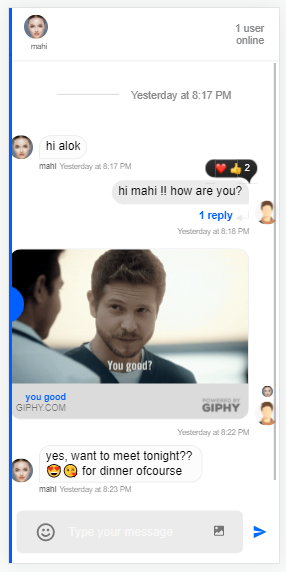 1 user
online
mahi
Yesterday at 8:17 PM
hi alok
mahi Yesterday at 8:17 PM
❤️ 👍 2
hi mahi !! how are you?
1 reply
Yesterday at 8:18 PM
You good?
you good
GIPHY.COM
POWERED BY
GIPHY
Yesterday at 8:22 PM
yes, want to meet tonight??
😍😘 for dinner ofcourse
mahi Yesterday at 8:23 PM
Type your message